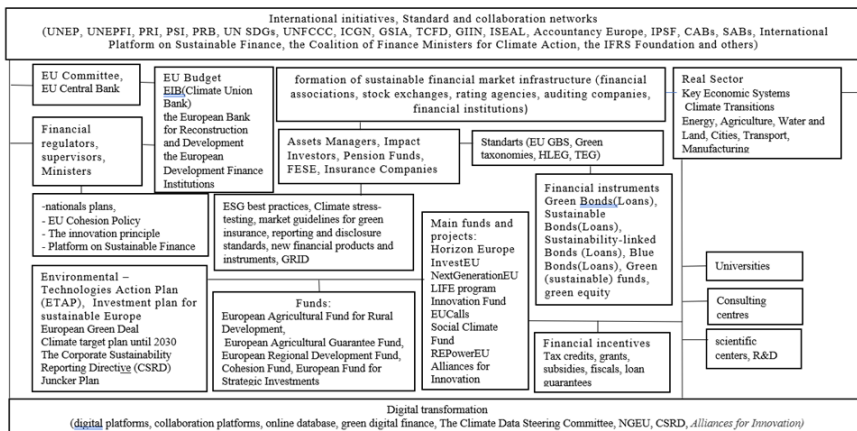 International initiatives, Standard and collaboration networks
(UNEP, UNEPFI, PRI, PSI, PRB, UN SDGs, UNFCCC, ICGN, GSIA, TCFD, GIIN, ISEAL, Accountancy Europe, IPSF, CABs, SABs, International
Platform on Sustainable Finance, the Coalition of Finance Ministers for Climate Action, the IFRS Foundation and others)
EU Committee,
EU Central Bank
EU Budget
EIB(Climate Union
Bank)
the European Bank
for Reconstruction
and Development
the European
Development Finance
Institutions
formation of sustainable financial market infrastructure (financial
associations, stock exchanges, rating agencies, auditing companies,
financial institutions)
Real Sector
Key Economic Systems
Climate Transitions
Energy, Agriculture, Water and
Land, Cities, Transport,
Manufacturing
Financial
regulators,
supervisors,
Ministers
Assets Managers, Impact
Investors, Pension Funds,
FESE, Insurance Companies
Standarts (EU GBS, Green
taxonomies, HLEG, TEG)
-nationals plans,
- EU Cohesion Policy
- The innovation principle
- Platform on Sustainable Finance
ESG best practices, Climate stress-
testing, market guidelines for green
insurance, reporting and disclosure
standards, new financial products and
instruments, GRID
Main funds and
projects:
Horizon Europe
InvestEU
NextGenerationEU
LIFE program
Innovation Fund
EUCalls
Social Climate
Fund
REPowerEU
Alliances for
Innovation
Financial instruments
Green Bonds(Loans),
Sustainable
Bonds(Loans),
Sustainability-linked
Bonds (Loans), Blue
Bonds(Loans), Green
(sustainable) funds,
green equity
Universities
Environmental –
Technologies Action Plan
(ETAP), Investment plan for
sustainable Europe
European Green Deal
Climate target plan until 2030
The Corporate Sustainability
Reporting Directive (CSRD)
Juncker Plan
Funds:
European Agricultural Fund for Rural
Development,
European Agricultural Guarantee Fund,
European Regional Development Fund,
Cohesion Fund, European Fund for
Strategic Investments
Consulting
centres
Financial incentives
Tax credits, grants,
subsidies, fiscals, loan
guarantees
scientific
centers, R&D
Digital transformation
(digital platforms, collaboration platforms, online database, green digital finance, The Climate Data Steering Committee, NGEU, CSRD, Alliances for Innovation)